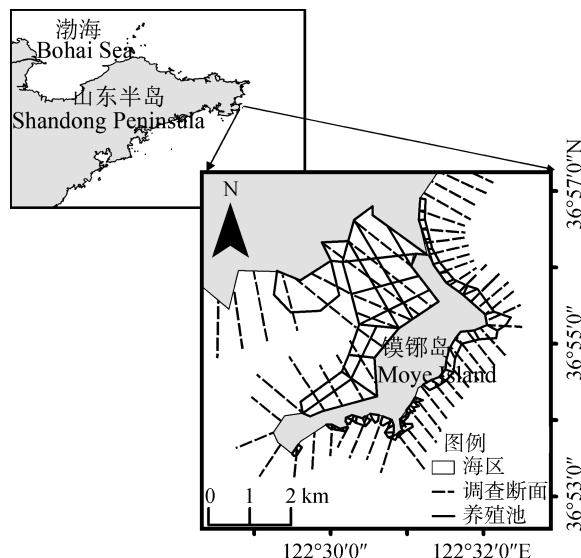 渤海
Bohai Sea
山东半岛
Shandong Peninsula
N
镆铘岛
Moye Island
图例
海区
调查断面
养殖池
0 1 2 km
36°57′0″N
36°55′0″
36°53′0″
122°30′0″ 122°32′0″E